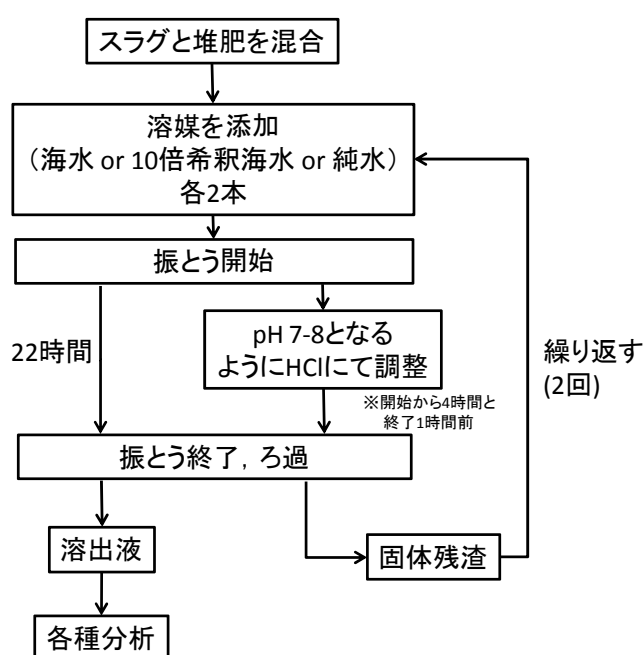 スラグと堆肥を混合
溶媒を添加
（海水 or 10倍希釈海水 or 純水）
各2本
振とう開始
22時間
pH 7-8となる
ようにHClにて調整
※開始から4時間と
終了1時間前
繰り返す
(2回)
振とう終了，ろ過
溶出液
固体残渣
各種分析